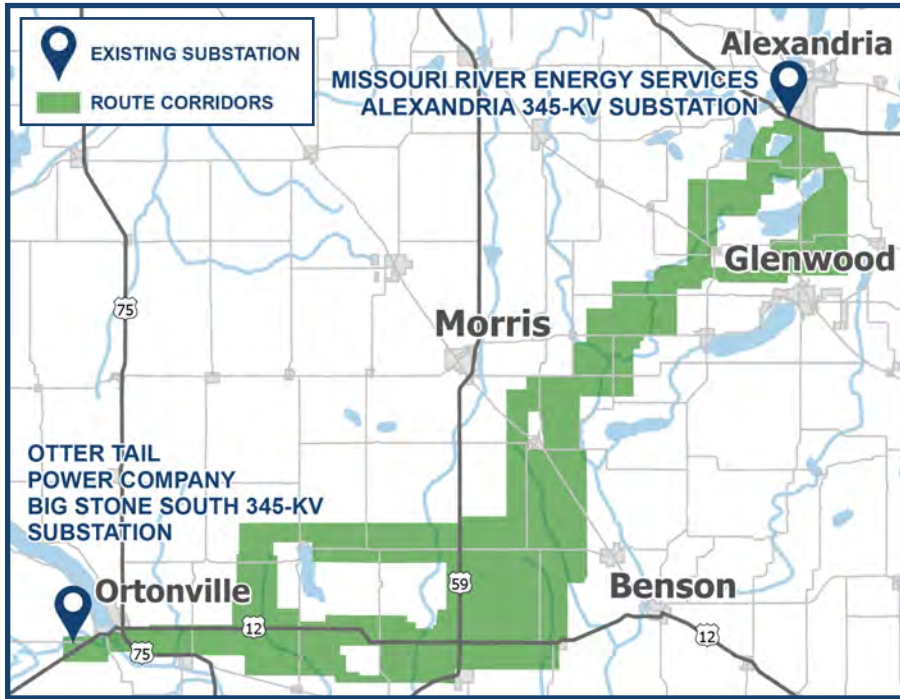 EXISTING SUBSTATION
ROUTE CORRIDORS
Alexandria
MISSOURI RIVER ENERGY SERVICES
ALEXANDRIA 345-KV SUBSTATION
Glenwood
75
Morris
OTTER TAIL
POWER COMPANY
BIG STONE SOUTH 345-KV
SUBSTATION
59
Ortonville
Benson
12
12
75